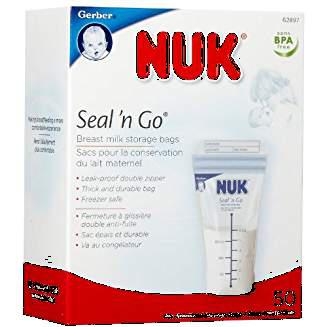 Gerber
62897
NUK
sans
BPA
free
Seal 'n Go®
Breast milk storage bags
Sacs pour la conservation
du lait maternel
• Leak-proof double zipper
• Thick and durable bag
• Freezer safe
• Fermeture à glissière
double anti-fuite
• Sac épais et durable
• Va au congélateur
NUK
Seal 'n Go
50